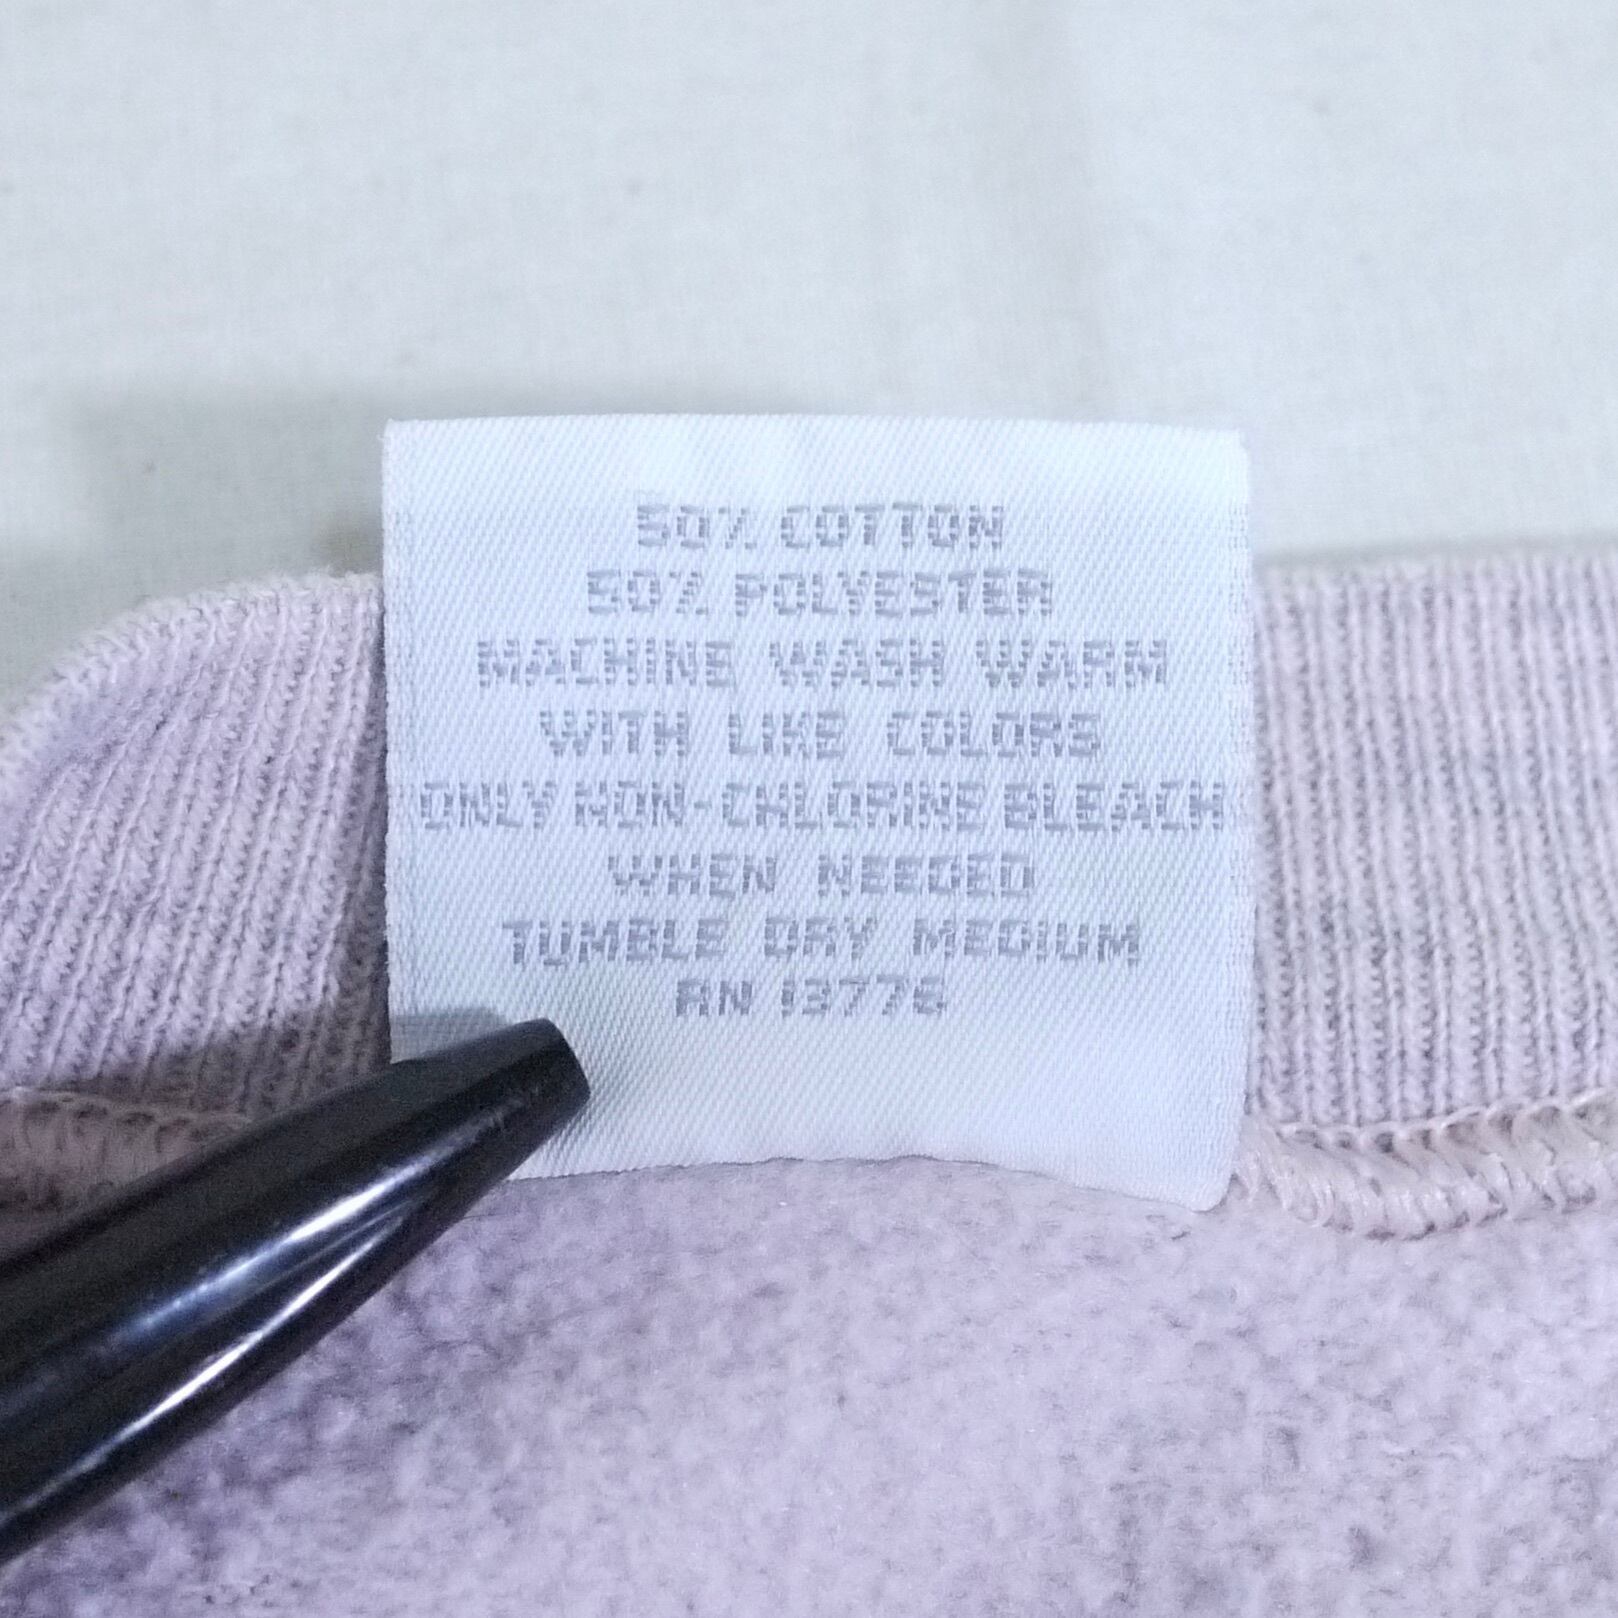 50% COTTON
50% POLYESTER
MACHINE WASH WARM
WITH LIKE COLORS
ONLY NON-CHLORINE BLEACH
WHEN NEEDED
TUMBLE DRY MEDIUM
RN 13776